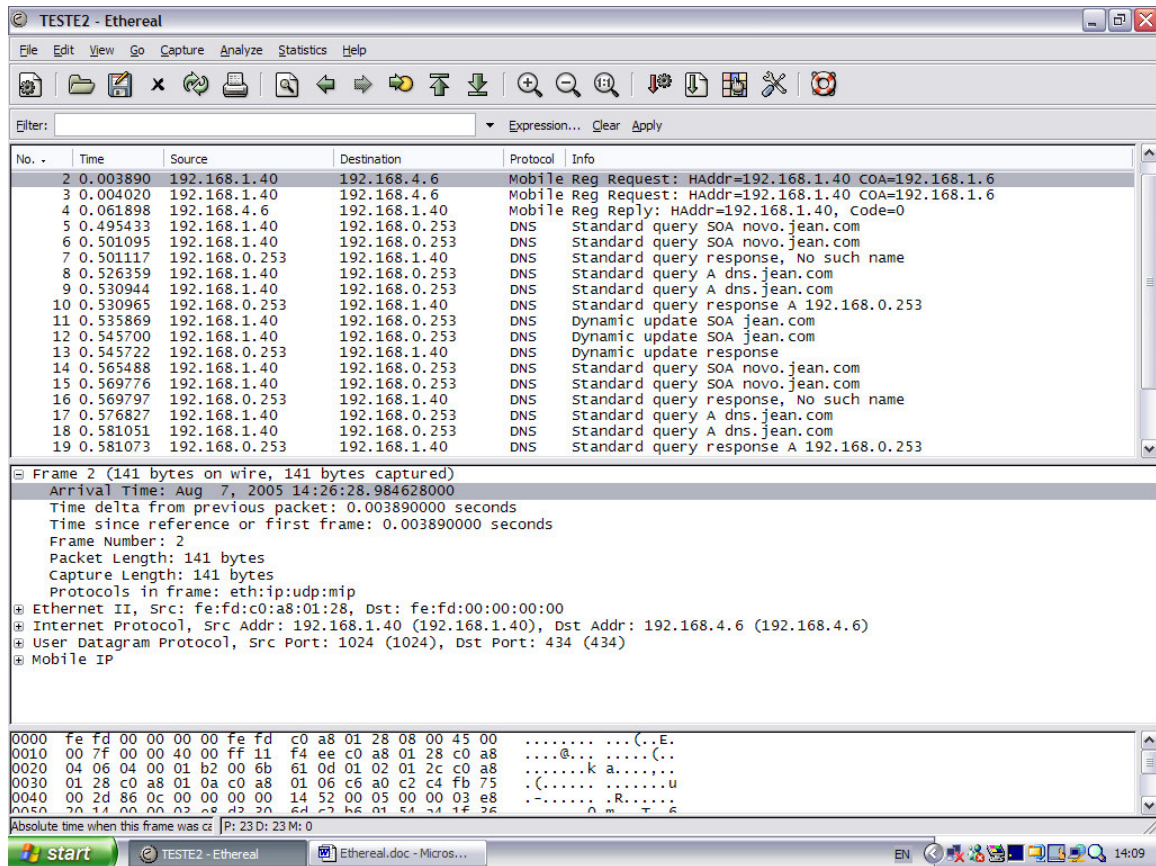 TESTE2 - Ethereal
File Edit View Go Capture Analyze Statistics Help
Filter: Expression... Clear Apply
No. Time Source Destination Protocol Info
2 0.003890 192.168.1.40 192.168.4.6 Mobile Reg Request: HAddr=192.168.1.40 COA=192.168.1.6
3 0.004020 192.168.1.40 192.168.4.6 Mobile Reg Request: HAddr=192.168.1.40 COA=192.168.1.6
4 0.061898 192.168.4.6 192.168.1.40 Mobile Reg Reply: HAddr=192.168.1.40, Code=0
5 0.495433 192.168.1.40 192.168.0.253 DNS Standard query SOA novo.jean.com
6 0.501095 192.168.1.40 192.168.0.253 DNS Standard query SOA novo.jean.com
7 0.501117 192.168.0.253 192.168.1.40 DNS Standard query response, No such name
8 0.526359 192.168.1.40 192.168.0.253 DNS Standard query A dns.jean.com
9 0.530944 192.168.1.40 192.168.0.253 DNS Standard query A dns.jean.com
10 0.530965 192.168.0.253 192.168.1.40 DNS Standard query response A 192.168.0.253
11 0.535869 192.168.1.40 192.168.0.253 DNS Dynamic update SOA jean.com
12 0.545700 192.168.1.40 192.168.0.253 DNS Dynamic update SOA jean.com
13 0.545722 192.168.0.253 192.168.1.40 DNS Dynamic update response
14 0.565488 192.168.1.40 192.168.0.253 DNS Standard query SOA novo.jean.com
15 0.569776 192.168.1.40 192.168.0.253 DNS Standard query SOA novo.jean.com
16 0.569797 192.168.0.253 192.168.1.40 DNS Standard query response, No such name
17 0.576827 192.168.1.40 192.168.0.253 DNS Standard query A dns.jean.com
18 0.581051 192.168.1.40 192.168.0.253 DNS Standard query A dns.jean.com
19 0.581073 192.168.0.253 192.168.1.40 DNS Standard query response A 192.168.0.253
Frame 2 (141 bytes on wire, 141 bytes captured)
Arrival Time: Aug 7, 2005 14:26:28.984628000
Time delta from previous packet: 0.003890000 seconds
Time since reference or first frame: 0.003890000 seconds
Frame Number: 2
Packet Length: 141 bytes
Capture Length: 141 bytes
Protocols in frame: eth:ip:udp:mip
Ethernet II, Src: fe:fd:c0:a8:01:28, Dst: fe:fd:00:00:00:00
Internet Protocol, Src Addr: 192.168.1.40 (192.168.1.40), Dst Addr: 192.168.4.6 (192.168.4.6)
User Datagram Protocol, Src Port: 1024 (1024), Dst Port: 434 (434)
Mobile IP
0000 fe fd 00 00 00 00 fe fd c0 a8 01 28 08 00 45 00 ........ ...(..E.
0010 00 7f 00 00 40 00 ff 11 f4 ee c0 a8 01 28 c0 a8 ....@... .....(..
0020 04 06 04 00 01 b2 00 6b 61 0d 01 02 01 2c c0 a8 .......k a....,..
0030 01 28 c0 a8 01 0a c0 a8 01 06 c6 a0 c2 c4 fb 75 .(...... .......u
0040 00 2d 86 0c 00 00 00 00 14 52 00 05 00 00 03 e8 .-...... .R......
Absolute time when this frame was ca P: 23 D: 23 M: 0
start TESTE2 - Ethereal Ethereal.doc - Micros... EN 14:09